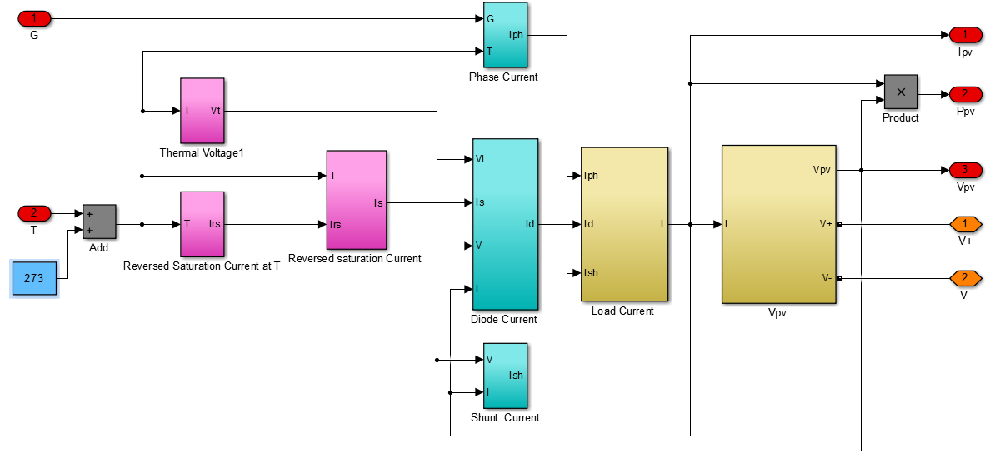 1
G
G
Iph
T
Phase Current
1
Ipv
×
Product
2
Ppv
T
Vt
Thermal Voltage1
Vt
Is
V
I
Id
Diode Current
T
Irs
Is
Reversed saturation Current
Iph
Id
Ish
I
Load Current
I
Vpv
V+
V-
Vpv
3
Vpv
1
V+
2
V-
2
T
+
+
Add
273
T
Irs
Reversed Saturation Current at T
V
I
Ish
Shunt Current